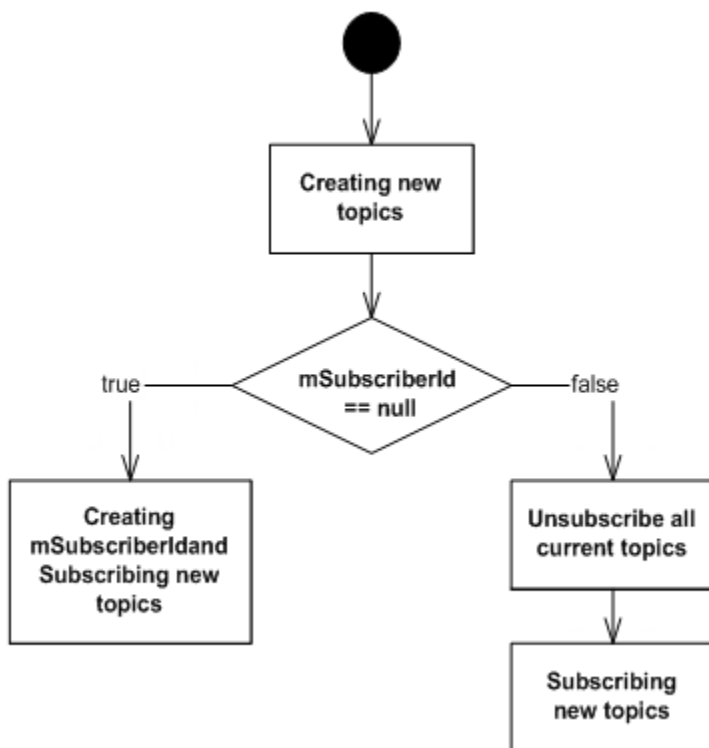 Creating new
topics
mSubscriberId
== null
true
false
Creating
mSubscriberIdand
Subscribing new
topics
Unsubscribe all
current topics
Subscribing
new topics